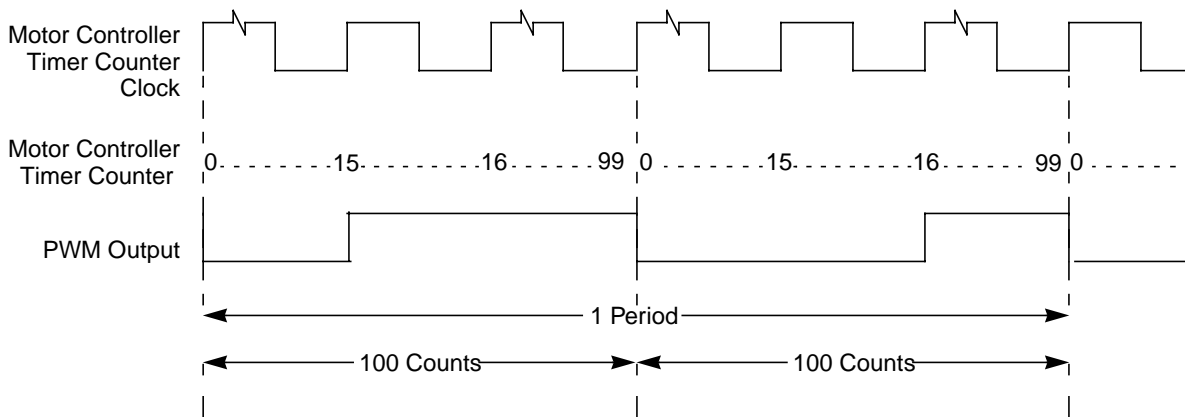 Motor Controller
Timer Counter
Clock
Motor Controller
Timer Counter
0 15 16 99 0 15 16 99 0
PWM Output
1 Period
100 Counts 100 Counts